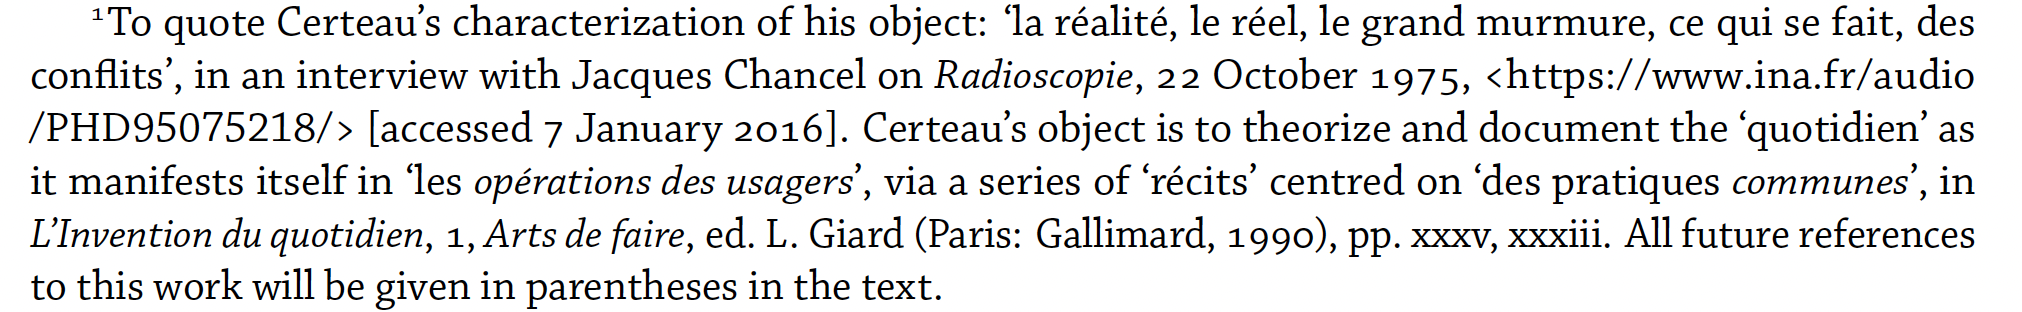 ¹To quote Certeau’s characterization of his object: ‘la réalité, le réel, le grand murmure, ce qui se fait, des
conflits’, in an interview with Jacques Chancel on Radioscopie, 22 October 1975, <https://www.ina.fr/audio
/PHD95075218/> [accessed 7 January 2016]. Certeau’s object is to theorize and document the ‘quotidien’ as
it manifests itself in ‘les opérations des usagers’, via a series of ‘récits’ centred on ‘des pratiques communes’, in
L’Invention du quotidien, 1, Arts de faire, ed. L. Giard (Paris: Gallimard, 1990), pp. xxxv, xxxiii. All future references
to this work will be given in parentheses in the text.